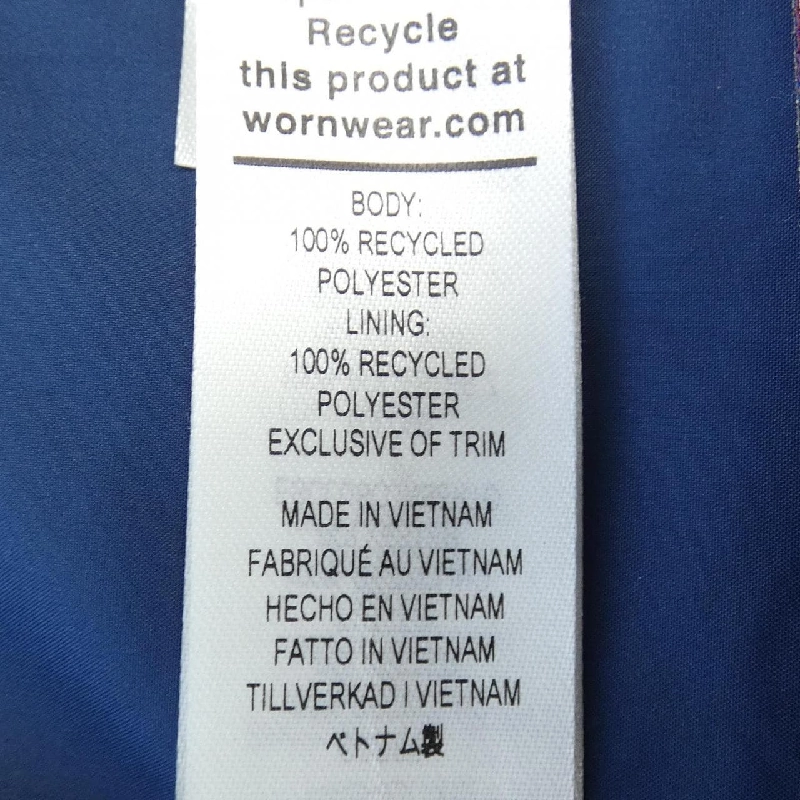 Recycle
this product at
wornwear.com
BODY:
100% RECYCLED
POLYESTER
LINING:
100% RECYCLED
POLYESTER
EXCLUSIVE OF TRIM
MADE IN VIETNAM
FABRIQUÉ AU VIETNAM
HECHO EN VIETNAM
FATTO IN VIETNAM
TILLVERKAD I VIETNAM
ベトナム製